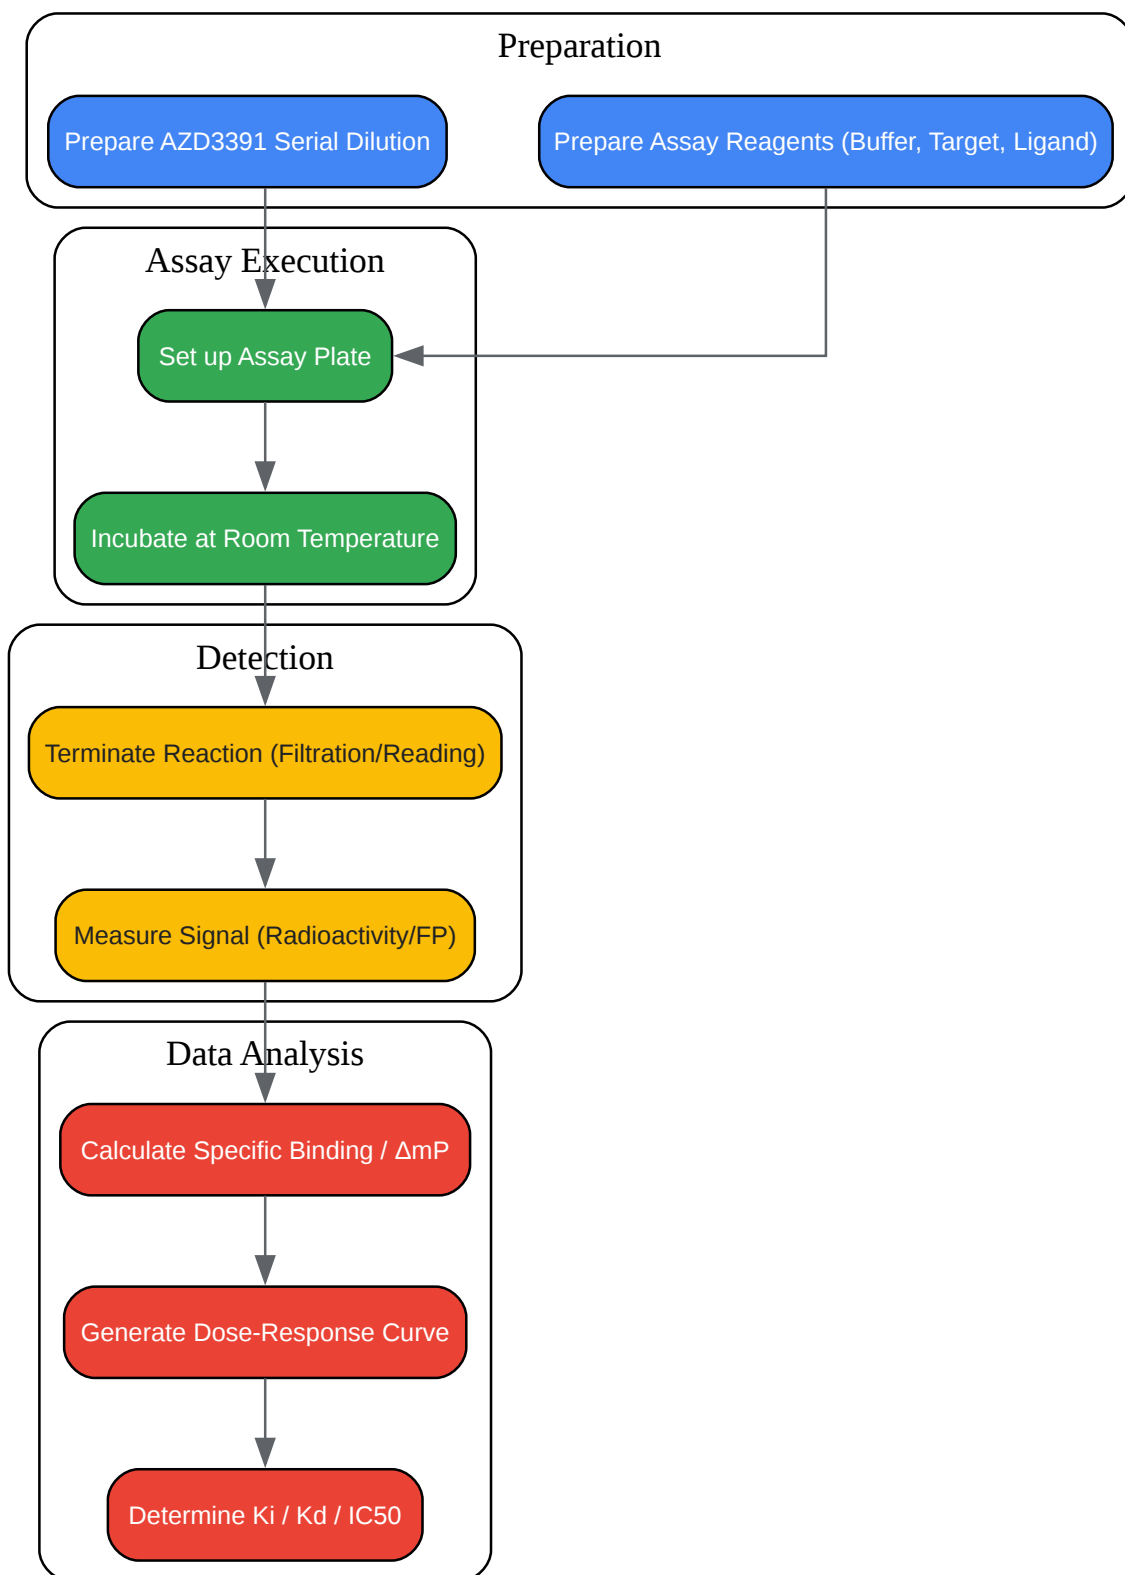 Preparation
Prepare AZD3391 Serial Dilution
Prepare Assay Reagents (Buffer, Target, Ligand)
Assay Execution
Set up Assay Plate
Incubate at Room Temperature
Detection
Terminate Reaction (Filtration/Reading)
Measure Signal (Radioactivity/FP)
Data Analysis
Calculate Specific Binding / ΔmP
Generate Dose-Response Curve
Determine Ki / Kd / IC50